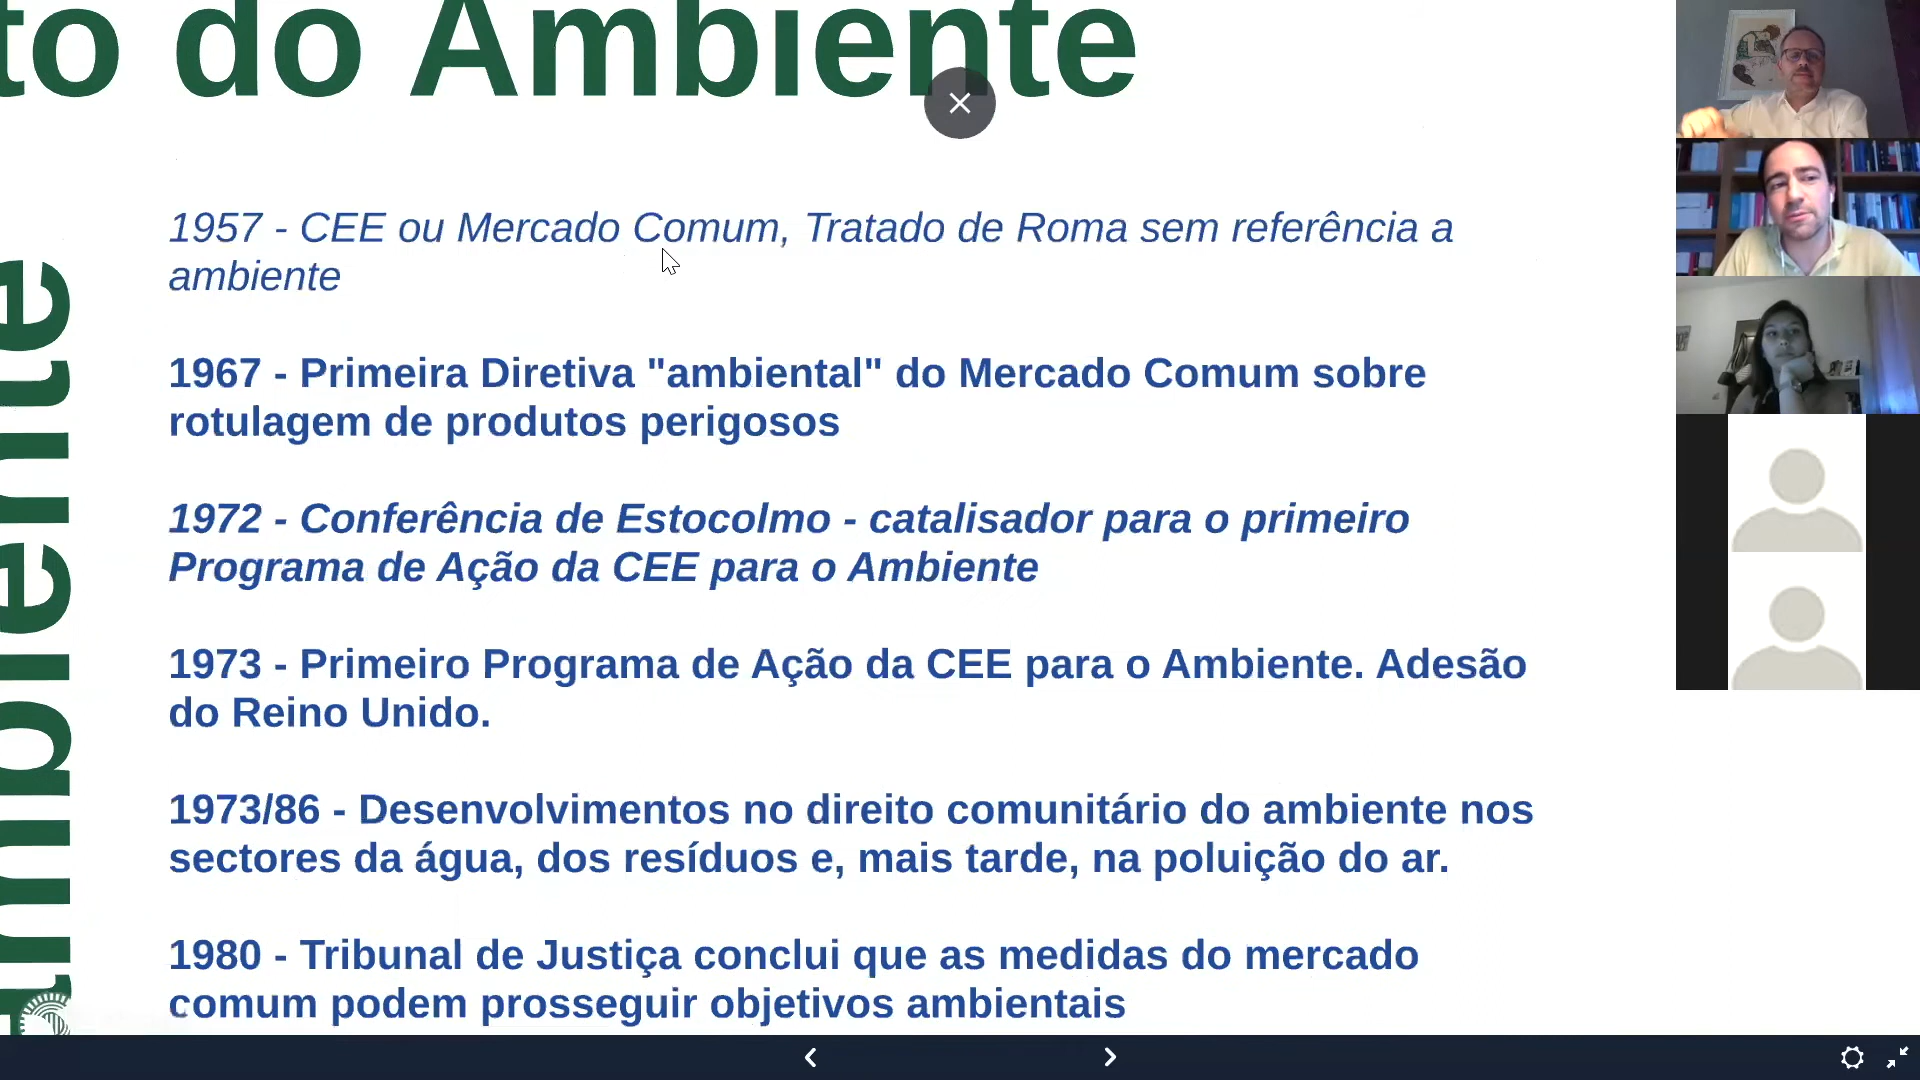 to do Ambiente
ambiente
1957 - CEE ou Mercado Comum, Tratado de Roma sem referência a
ambiente
1967 - Primeira Diretiva "ambiental" do Mercado Comum sobre
rotulagem de produtos perigosos
1972 - Conferência de Estocolmo - catalisador para o primeiro
Programa de Ação da CEE para o Ambiente
1973 - Primeiro Programa de Ação da CEE para o Ambiente. Adesão
do Reino Unido.
1973/86 - Desenvolvimentos no direito comunitário do ambiente nos
sectores da água, dos resíduos e, mais tarde, na poluição do ar.
1980 - Tribunal de Justiça conclui que as medidas do mercado
comum podem prosseguir objetivos ambientais